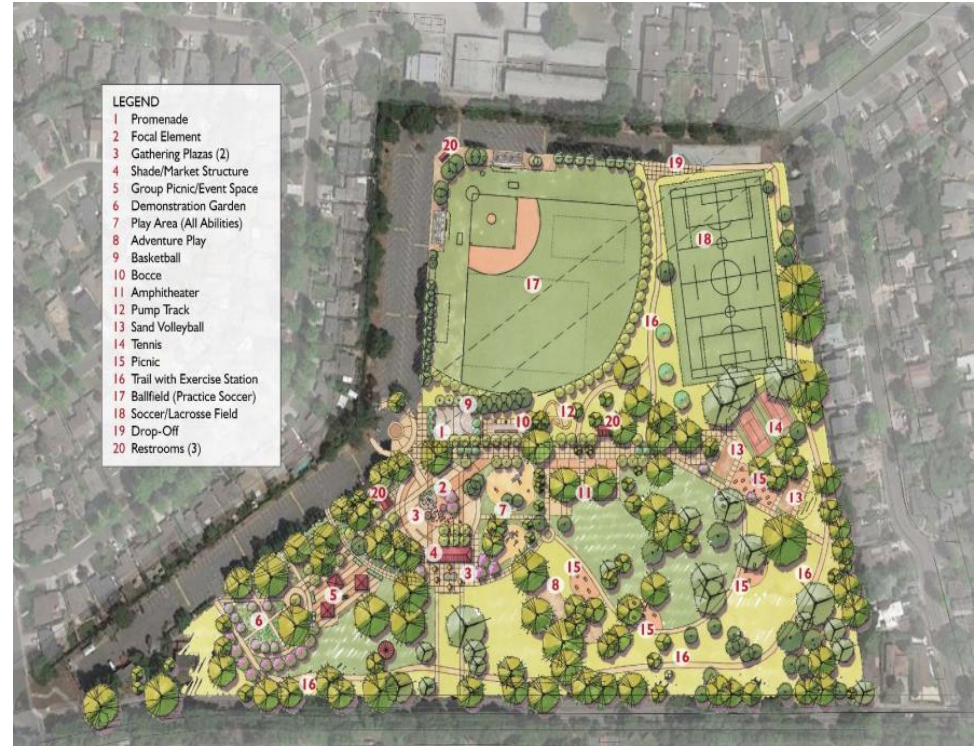 LEGEND
1 Promenade
2 Focal Element
3 Gathering Plazas (2)
4 Shade/Market Structure
5 Group Picnic/Event Space
6 Demonstration Garden
7 Play Area (All Abilities)
8 Adventure Play
9 Basketball
10 Bocce
11 Amphitheater
12 Pump Track
13 Sand Volleyball
14 Tennis
15 Picnic
16 Trail with Exercise Station
17 Ballfield (Practice Soccer)
18 Soccer/Lacrosse Field
19 Drop-Off
20 Restrooms (3)
20
19
18
17
16
9
1
10
12
20
14
13
15
13
2
20
3
11
7
4
3
5
15
8
15
16
6
15
16
16